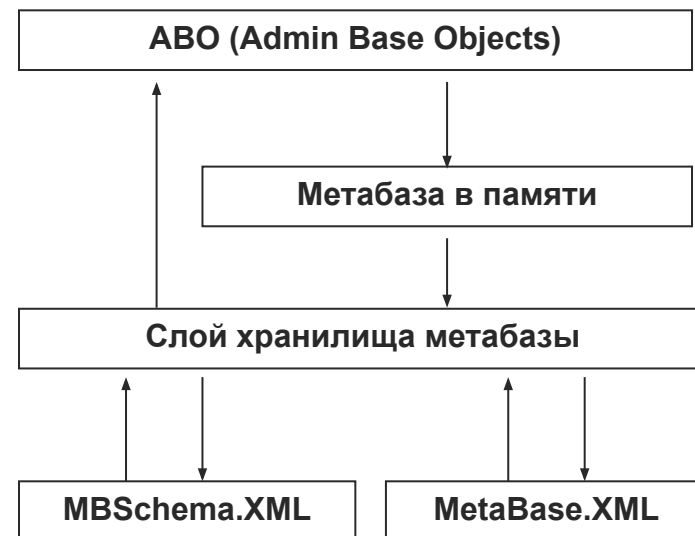 ABO (Admin Base Objects)
Метабаза в памяти
Слой хранилища метабазы
MBSchema.XML
MetaBase.XML